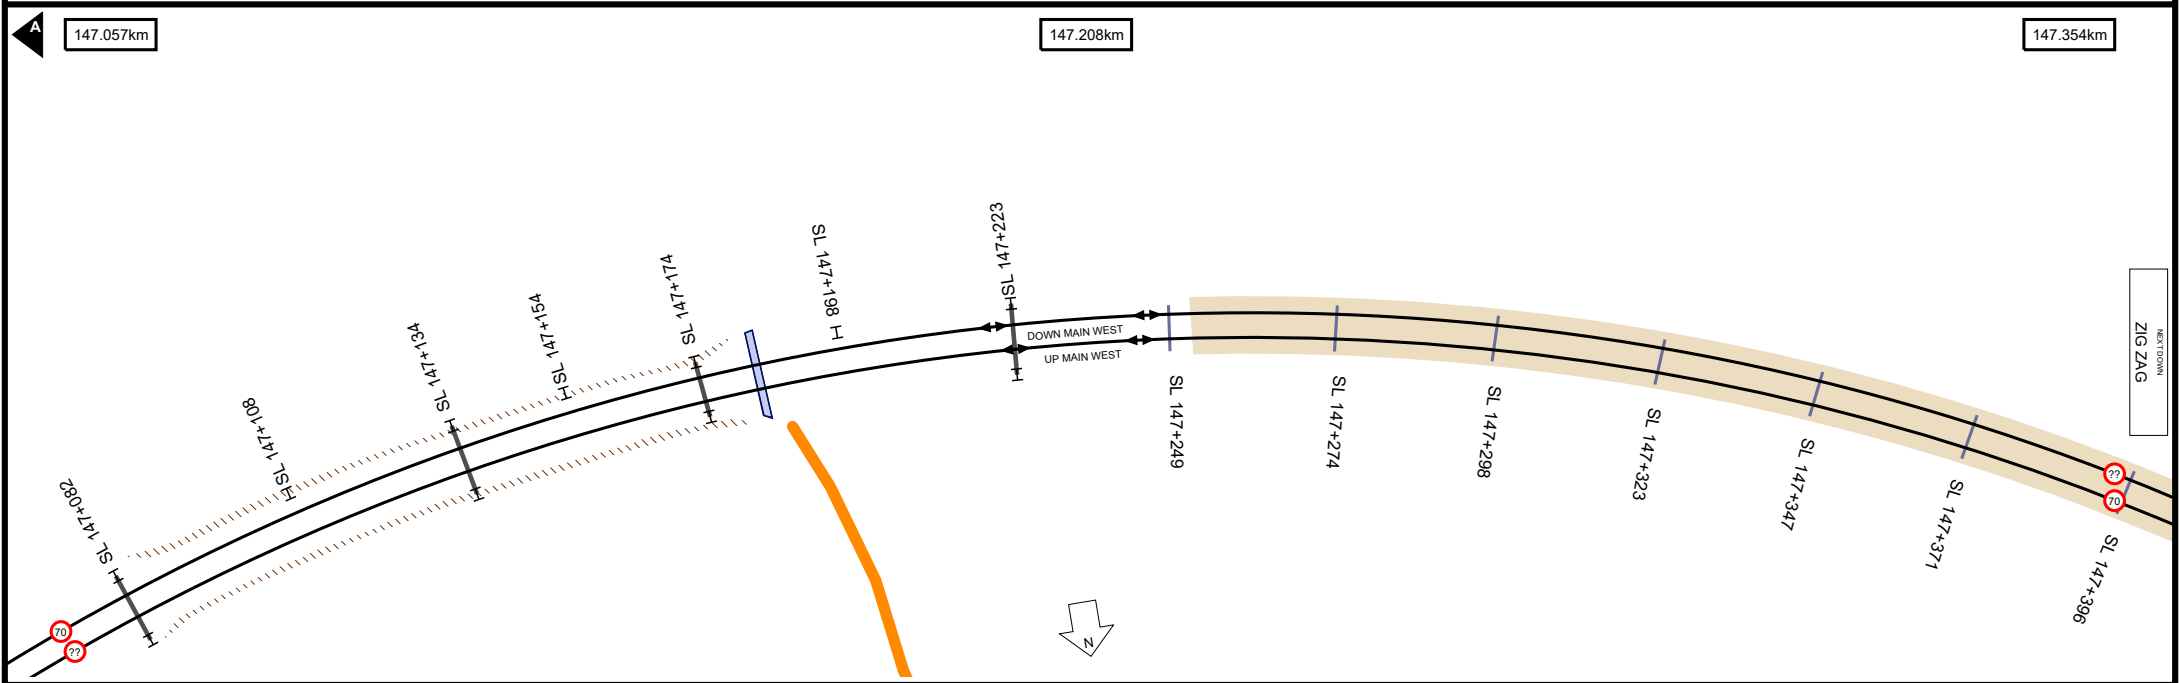 A
147.057km
147.208km
147.354km
SL 147+082
SL 147+108
SL 147+134
SL 147+154
SL 147+174
SL 147+198
SL 147+223
DOWN MAIN WEST
UP MAIN WEST
SL 147+249
SL 147+274
SL 147+298
SL 147+323
SL 147+347
SL 147+371
SL 147+396
70
??
??
70
NEXT DOWN
ZIG ZAG
N